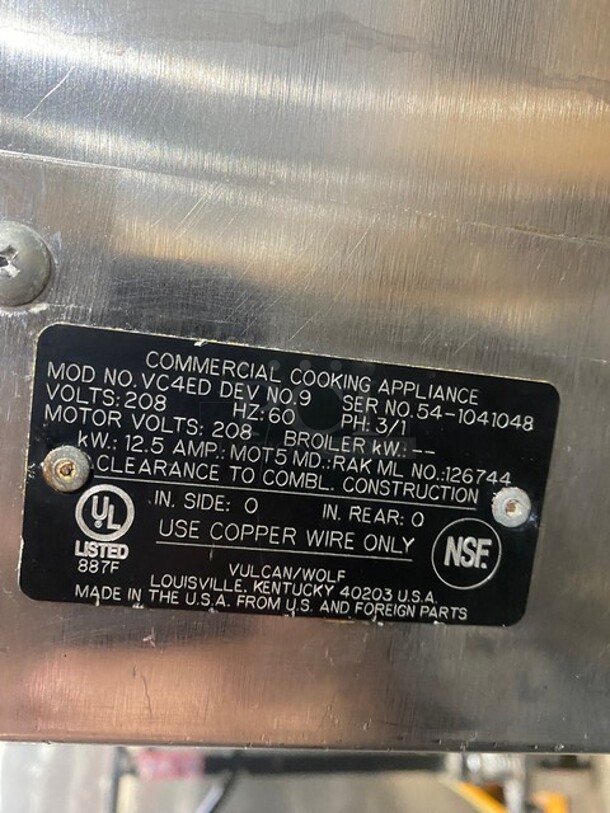 COMMERCIAL COOKING APPLIANCE
MOD NO. VC4ED DEV NO. 9 SER NO. 54-1041048
VOLTS: 208 HZ: 60 PH: 3/1
MOTOR VOLTS: 208 BROILER kW: --
kW.: 12.5 AMP.: MOT5 MD.: RAK ML NO.: 126744
CLEARANCE TO COMBL. CONSTRUCTION
IN. SIDE: 0 IN. REAR: 0
USE COPPER WIRE ONLY
UL
LISTED
887F
NSF.
VULCAN/WOLF
LOUISVILLE, KENTUCKY 40203 U.S.A.
MADE IN THE U.S.A. FROM U.S. AND FOREIGN PARTS